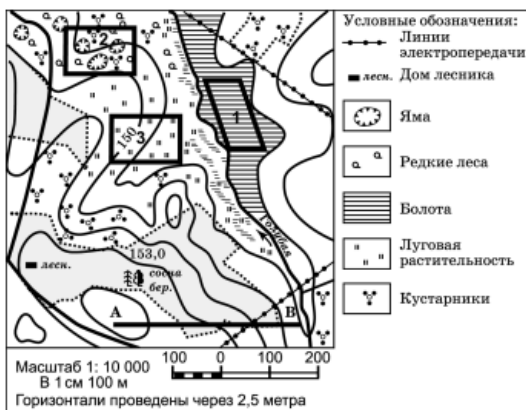 2
1
3
150
Голубая
153,0
лесн.
сосна
бер.
А
В
Масштаб 1: 10 000
В 1 см 100 м
100 0 100 200
Горизонтали проведены через 2,5 метра
Условные обозначения:
Линии
электропередачи
лесн. Дом лесника
Яма
Редкие леса
Болота
Луговая
растительность
Кустарники